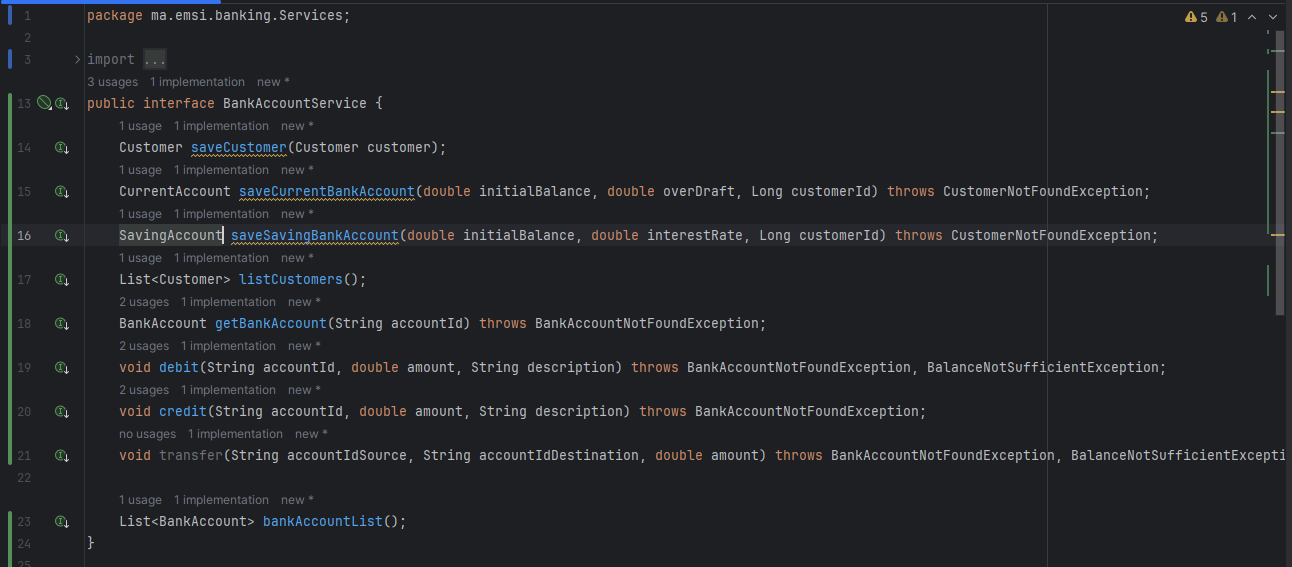 1 package ma.emsi.banking.Services; 5 1
2
3 import ...
3 usages 1 implementation new *
13 public interface BankAccountService {
1 usage 1 implementation new *
14 Customer saveCustomer(Customer customer);
1 usage 1 implementation new *
15 CurrentAccount saveCurrentBankAccount(double initialBalance, double overDraft, Long customerId) throws CustomerNotFoundException;
1 usage 1 implementation new *
16 SavingAccount saveSavingBankAccount(double initialBalance, double interestRate, Long customerId) throws CustomerNotFoundException;
1 usage 1 implementation new *
17 List<Customer> listCustomers();
2 usages 1 implementation new *
18 BankAccount getBankAccount(String accountId) throws BankAccountNotFoundException;
2 usages 1 implementation new *
19 void debit(String accountId, double amount, String description) throws BankAccountNotFoundException, BalanceNotSufficientException;
2 usages 1 implementation new *
20 void credit(String accountId, double amount, String description) throws BankAccountNotFoundException;
no usages 1 implementation new *
21 void transfer(String accountIdSource, String accountIdDestination, double amount) throws BankAccountNotFoundException, BalanceNotSufficientExcepti
22
1 usage 1 implementation new *
23 List<BankAccount> bankAccountList();
24 }
25